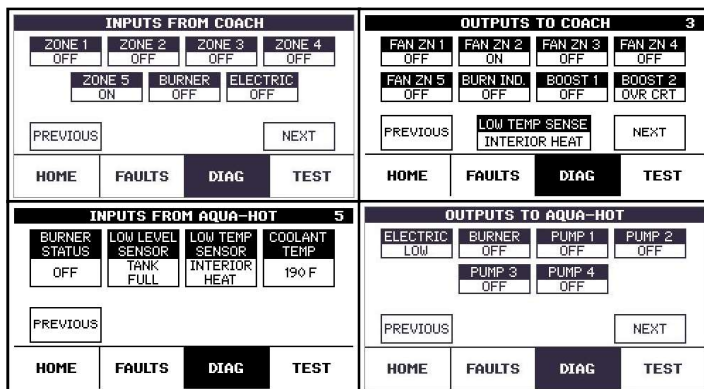 INPUTS FROM COACH
ZONE 1 ZONE 2 ZONE 3 ZONE 4
OFF OFF OFF OFF
ZONE 5 BURNER ELECTRIC
ON OFF OFF
PREVIOUS NEXT
HOME FAULTS DIAG TEST
OUTPUTS TO COACH 3
FAN ZN 1 FAN ZN 2 FAN ZN 3 FAN ZN 4
OFF ON OFF OFF
FAN ZN 5 BURN IND. BOOST 1 BOOST 2
OFF OFF OFF OVR CRT
LOW TEMP SENSE
PREVIOUS NEXT
INTERIOR HEAT
HOME FAULTS DIAG TEST
INPUTS FROM AQUA-HOT 5
BURNER LOW LEVEL LOW TEMP COOLANT
STATUS SENSOR SENSOR TEMP
OFF TANK FULL INTERIOR HEAT 190 F
PREVIOUS
HOME FAULTS DIAG TEST
OUTPUTS TO AQUA-HOT
ELECTRIC BURNER PUMP 1 PUMP 2
LOW OFF OFF OFF
PUMP 3 PUMP 4
OFF OFF
PREVIOUS NEXT
HOME FAULTS DIAG TEST